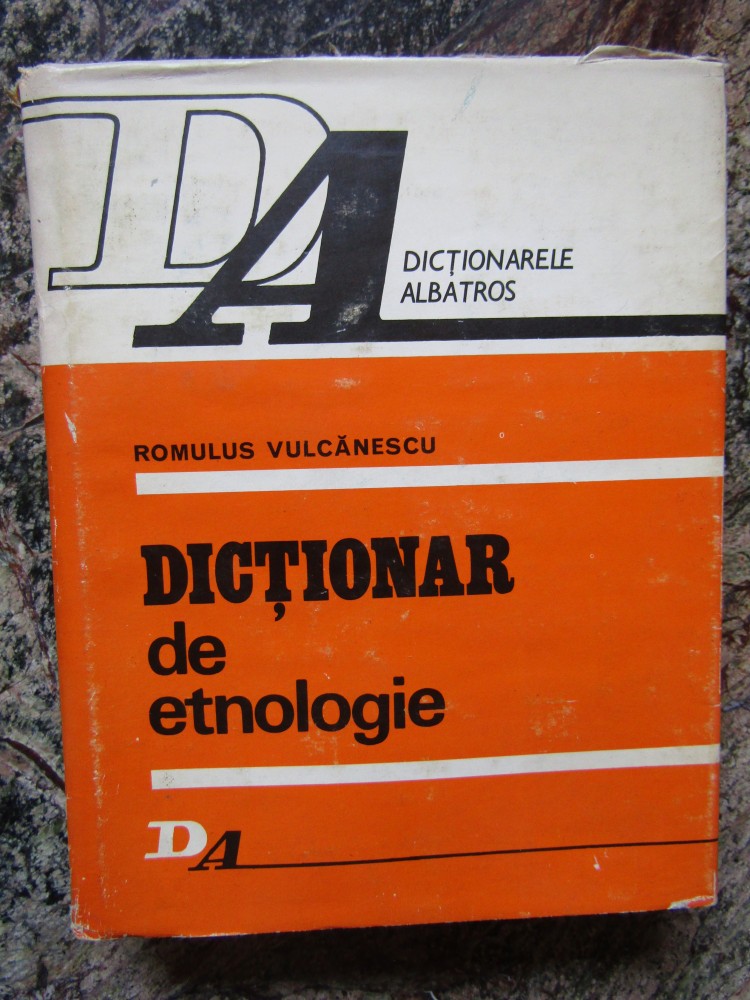 DA
DICȚIONARELE
ALBATROS
ROMULUS VULCĂNESCU
DICȚIONAR
de
etnologie
DA